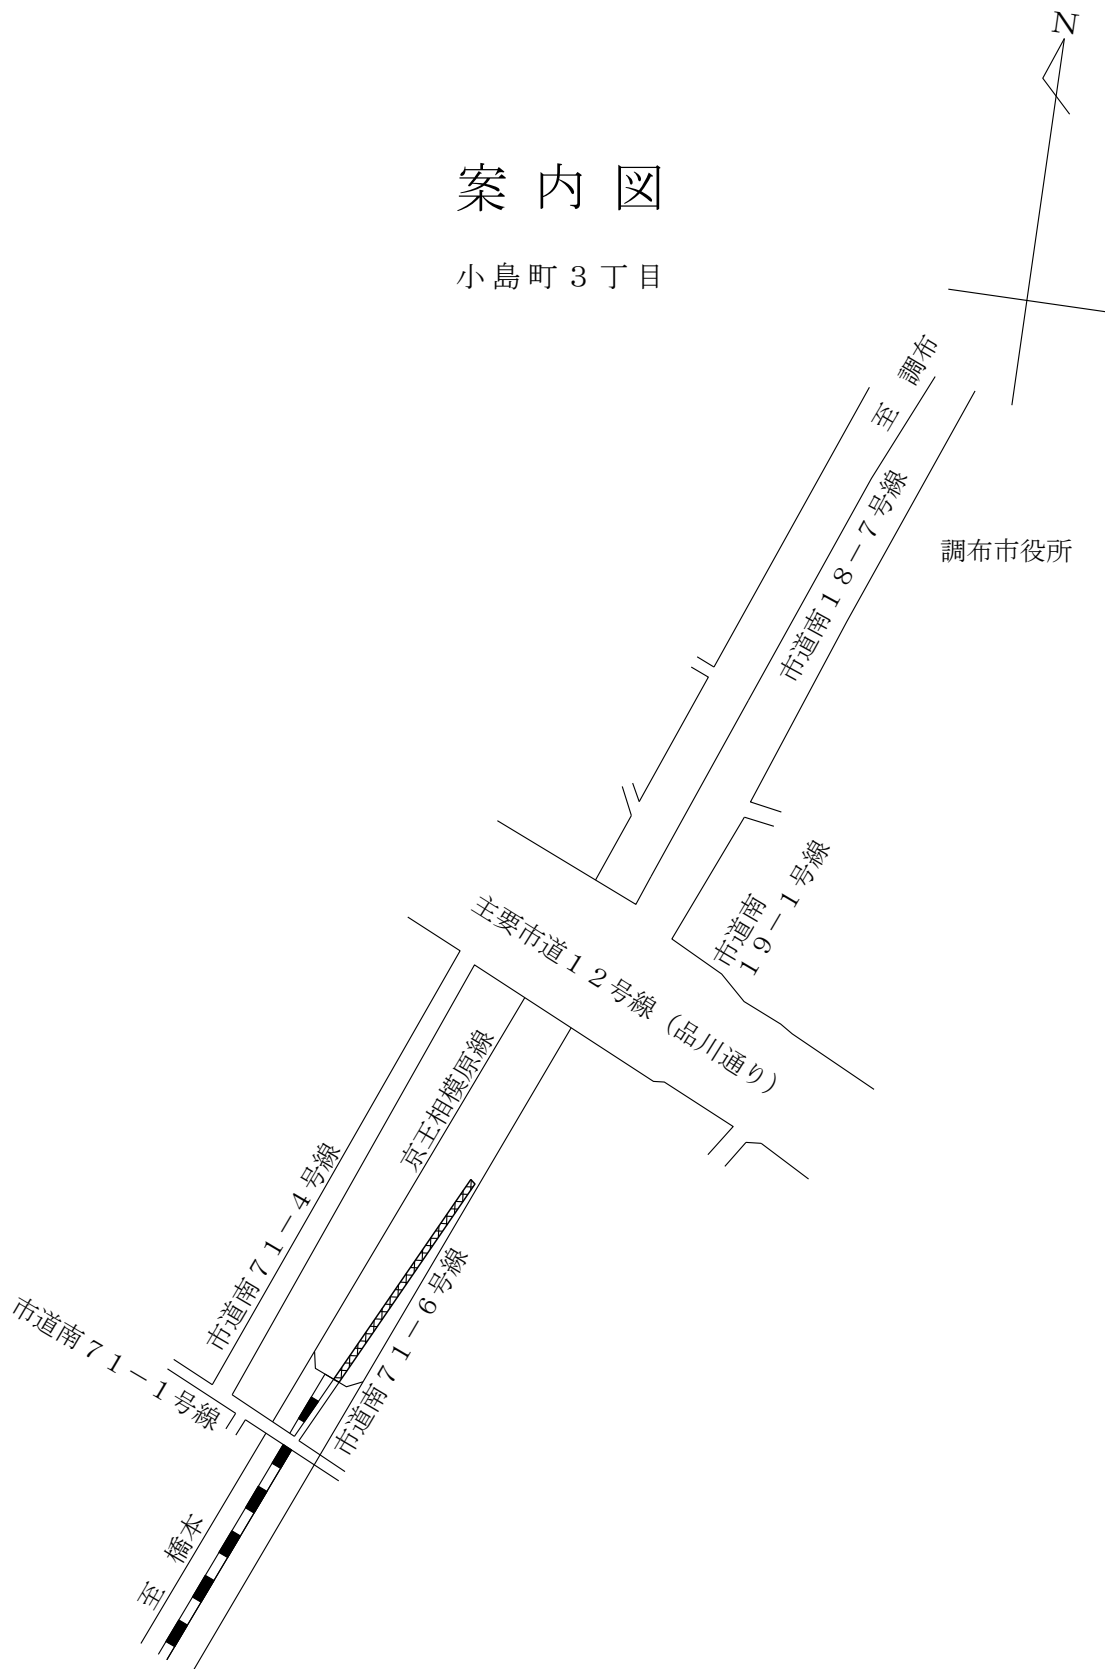 N
案内図
小島町３丁目
至　調布
市道南１８－７号線
調布市役所
市道南
１９－１号線
主要市道１２号線（品川通り）
京王相模原線
市道南７１－４号線
市道南７１－６号線
市道南７１－１号線
至　橋本